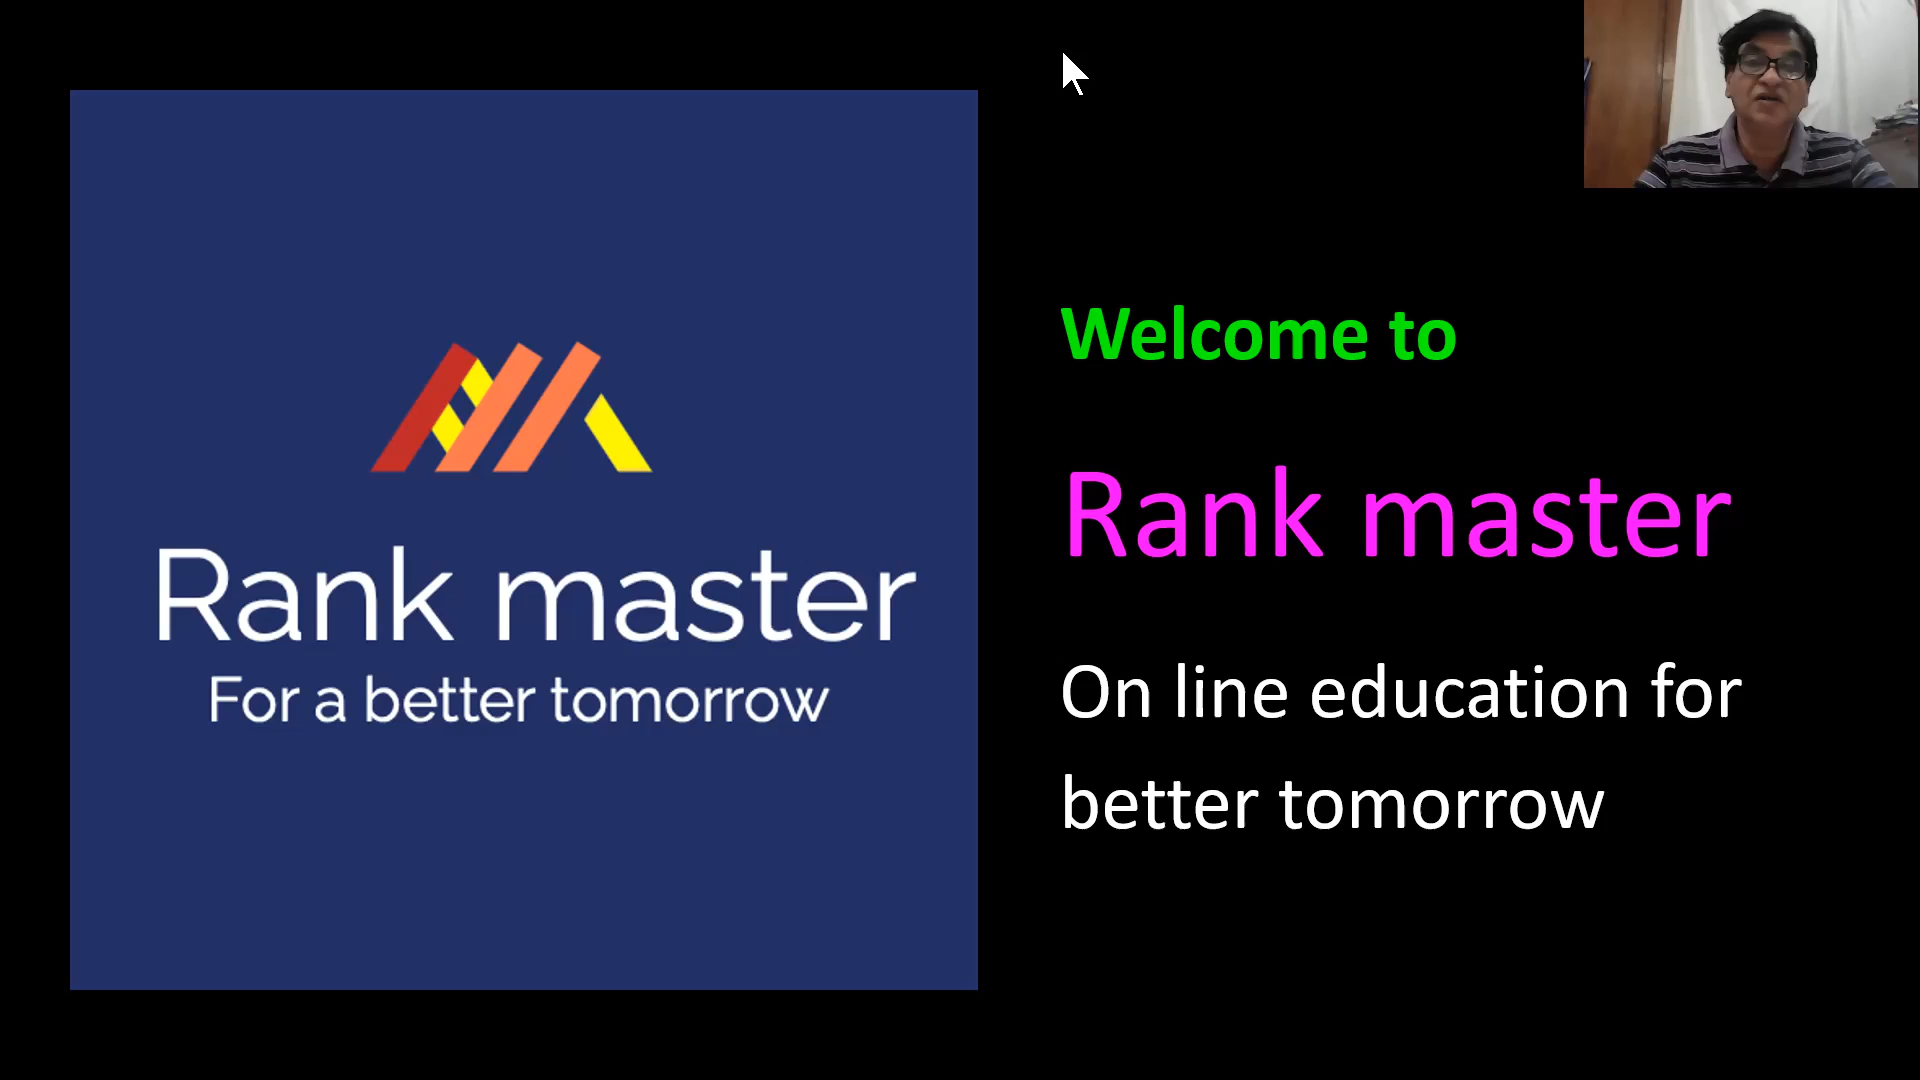 Rank master
For a better tomorrow
Welcome to
Rank master
On line education for
better tomorrow